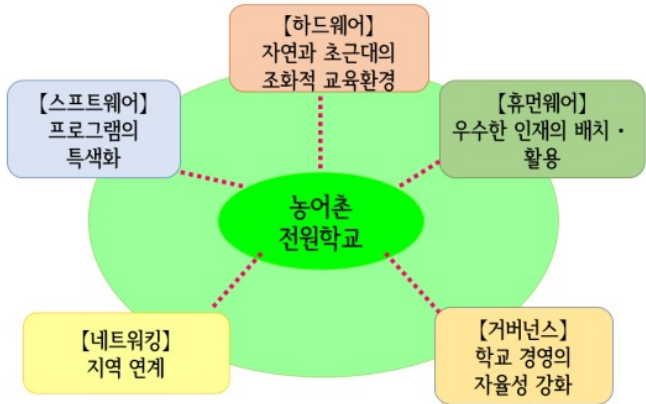 【하드웨어】
자연과 초근대의
조화적 교육환경
【스프트웨어】
프로그램의
특색화
【휴먼웨어】
우수한 인재의 배치·
활용
농어촌
전원학교
【네트워킹】
지역 연계
【거버넌스】
학교 경영의
자율성 강화